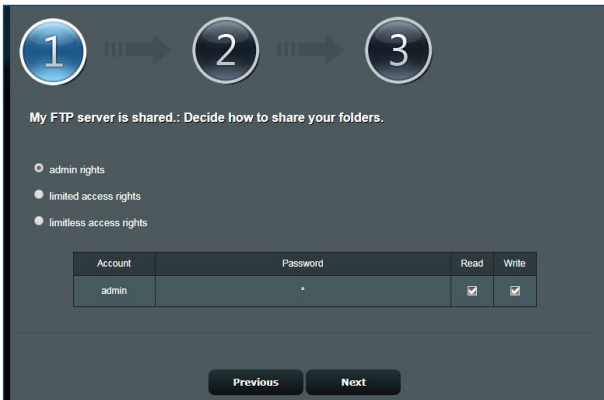 1 2 3
My FTP server is shared.: Decide how to share your folders.
admin rights
limited access rights
limitless access rights
Account Password Read Write
admin *
Previous Next